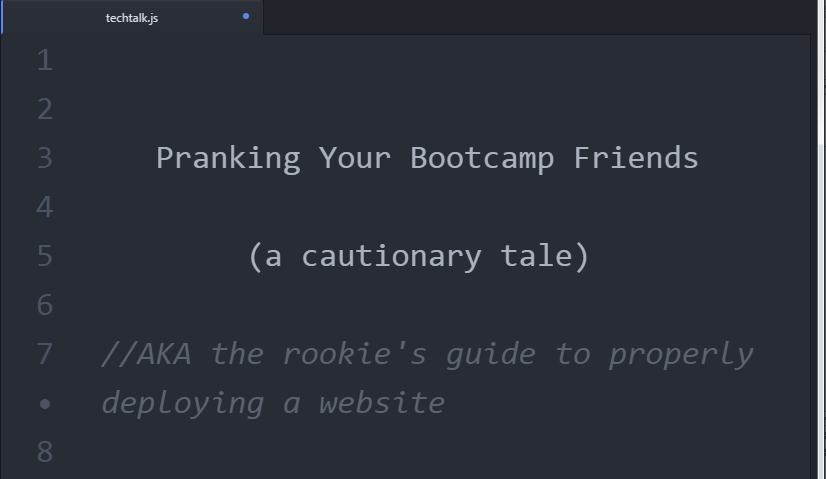 techtalk.js
1
2
3 Pranking Your Bootcamp Friends
4
5 (a cautionary tale)
6
7 //AKA the rookie's guide to properly
• deploying a website
8